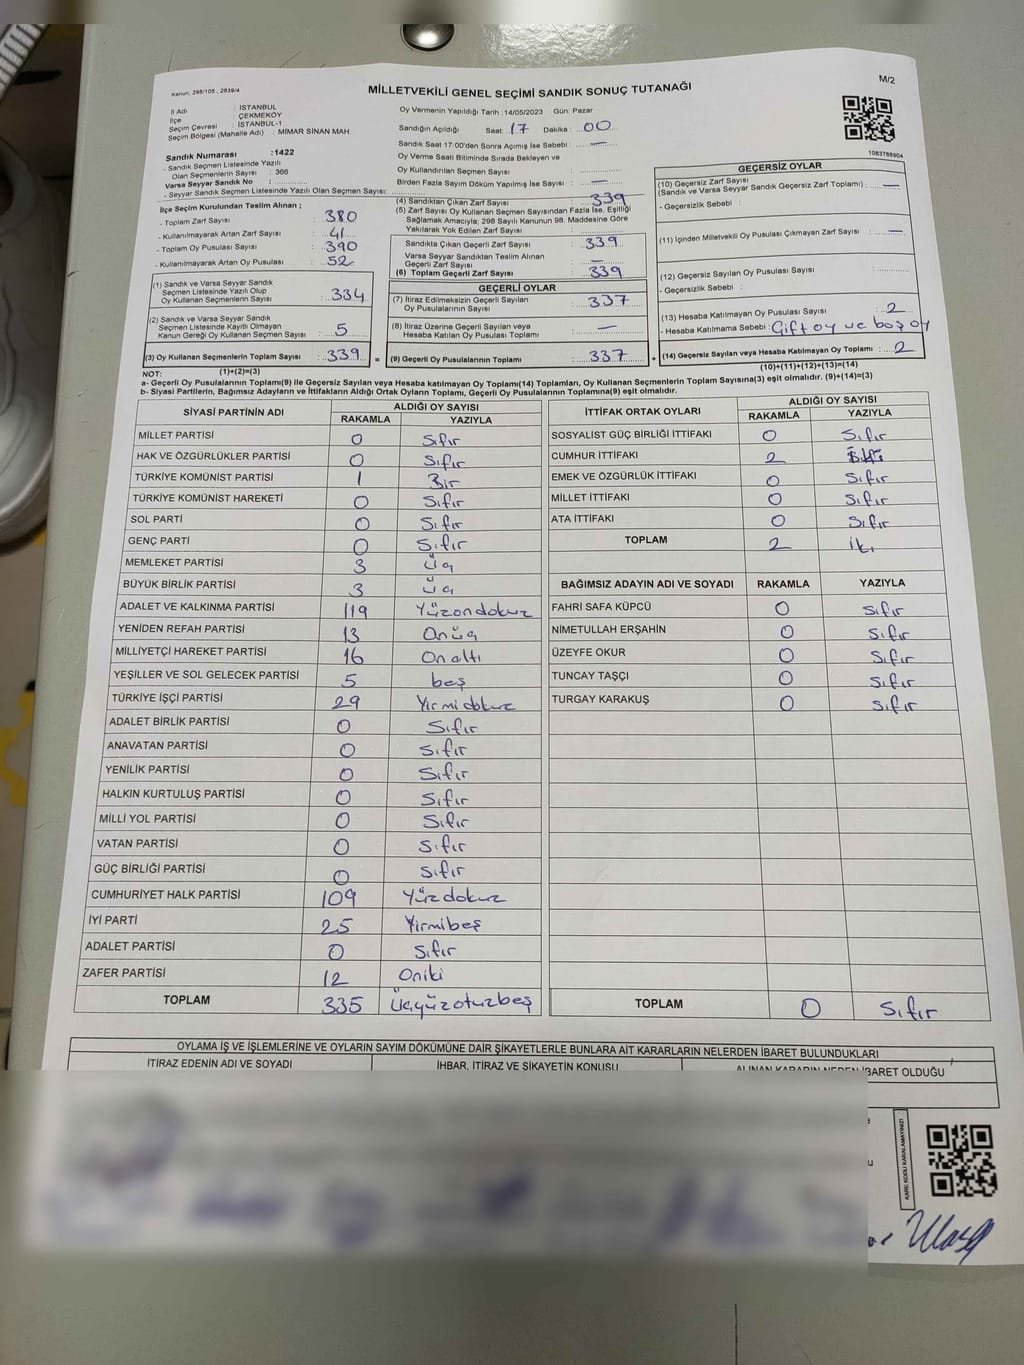 Kanun: 298/105, 2839/4
MİLLETVEKİLİ GENEL SEÇİMİ SANDIK SONUÇ TUTANAĞI
M/2
İl Adı : İSTANBUL
İlçe : ÇEKMEKÖY
Seçim Çevresi : İSTANBUL-1
Seçim Bölgesi (Mahalle Adı) : MİMAR SİNAN MAH.
Sandık Numarası : 1422
- Sandık Seçmen Listesinde Yazılı
Olan Seçmenlerin Sayısı : 366
Varsa Seyyar Sandık No :
- Seyyar Sandık Seçmen Listesinde Yazılı Olan Seçmen Sayısı:
Oy Vermenin Yapıldığı Tarih : 14/05/2023 Gün: Pazar
Sandığın Açıldığı Saat: 17 Dakika : 00
Sandık Saat 17:00'dan Sonra Açımış İse Sebebi : —
Oy Verme Saati Bitiminde Sırada Bekleyen ve
Oy Kullandırılan Seçmen Sayısı :
Birden Fazla Sayım Döküm Yapılmış İse Sayısı : —
1083788904
İlçe Seçim Kurulundan Teslim Alınan ;
- Toplam Zarf Sayısı : 380
- Kullanılmayarak Artan Zarf Sayısı : 41
- Toplam Oy Pusulası Sayısı : 390
- Kullanılmayarak Artan Oy Pusulası : 52
(1) Sandık ve Varsa Seyyar Sandık
Seçmen Listesinde Yazılı Olup
Oy Kullanan Seçmenlerin Sayısı : 334
(2) Sandık ve Varsa Seyyar Sandık
Seçmen Listesinde Kayıtlı Olmayan
Kanun Gereği Oy Kullanan Seçmen Sayısı : 5
(3) Oy Kullanan Seçmenlerin Toplam Sayısı : 339 =
(1)+(2)=(3)
(4) Sandıktan Çıkan Zarf Sayısı : 339
(5) Zarf Sayısı Oy Kullanan Seçmen Sayısından Fazla İse, Eşitliği
Sağlamak Amacıyla; 298 Sayılı Kanunun 98. Maddesine Göre
Yakılarak Yok Edilen Zarf Sayısı :
Sandıkta Çıkan Geçerli Zarf Sayısı : 339
Varsa Seyyar Sandıktan Teslim Alınan
Geçerli Zarf Sayısı : —
(6) Toplam Geçerli Zarf Sayısı : 339
GEÇERLİ OYLAR
(7) İtiraz Edilmeksizin Geçerli Sayılan
Oy Pusulalarının Sayısı : 337
(8) İtiraz Üzerine Geçerli Sayılan veya
Hesaba Katılan Oy Pusulası Toplamı : —
(9) Geçerli Oy Pusulalarının Toplamı : 337 +
GEÇERSİZ OYLAR
(10) Geçersiz Zarf Sayısı
(Sandık ve Varsa Seyyar Sandık Geçersiz Zarf Toplamı) : —
- Geçersizlik Sebebi :
(11) İçinden Milletvekili Oy Pusulası Çıkmayan Zarf Sayısı : —
(12) Geçersiz Sayılan Oy Pusulası Sayısı :
- Geçersizlik Sebebi :
(13) Hesaba Katılmayan Oy Pusulası Sayısı : 2
- Hesaba Katılmama Sebebi : Çift oy ve boş oy
(14) Geçersiz Sayılan veya Hesaba Katılmayan Oy Toplamı : 2
(10)+(11)+(12)+(13)=(14)
NOT:
a- Geçerli Oy Pusulalarının Toplamı(9) ile Geçersiz Sayılan veya Hesaba katılmayan Oy Toplamı(14) Toplamları, Oy Kullanan Seçmenlerin Toplam Sayısına(3) eşit olmalıdır. (9)+(14)=(3)
b- Siyasi Partilerin, Bağımsız Adayların ve İttifakların Aldığı Ortak Oyların Toplamı, Geçerli Oy Pusulalarının Toplamına(9) eşit olmalıdır.
SİYASİ PARTİNİN ADI ALDIĞI OY SAYISI
RAKAMLA YAZIYLA
MİLLET PARTİSİ 0 Sıfır
HAK VE ÖZGÜRLÜKLER PARTİSİ 0 Sıfır
TÜRKİYE KOMÜNİST PARTİSİ 1 Bir
TÜRKİYE KOMÜNİST HAREKETİ 0 Sıfır
SOL PARTİ 0 Sıfır
GENÇ PARTİ 0 Sıfır
MEMLEKET PARTİSİ 3 Üç
BÜYÜK BİRLİK PARTİSİ 3 Üç
ADALET VE KALKINMA PARTİSİ 119 Yüzondokuz
YENİDEN REFAH PARTİSİ 13 Onüç
MİLLİYETÇİ HAREKET PARTİSİ 16 On altı
YEŞİLLER VE SOL GELECEK PARTİSİ 5 beş
TÜRKİYE İŞÇİ PARTİSİ 29 Yirmi dokuz
ADALET BİRLİK PARTİSİ 0 Sıfır
ANAVATAN PARTİSİ 0 Sıfır
YENİLİK PARTİSİ 0 Sıfır
HALKIN KURTULUŞ PARTİSİ 0 Sıfır
MİLLİ YOL PARTİSİ 0 Sıfır
VATAN PARTİSİ 0 Sıfır
GÜÇ BİRLİĞİ PARTİSİ 0 Sıfır
CUMHURİYET HALK PARTİSİ 109 Yüzdokuz
İYİ PARTİ 25 Yirmibeş
ADALET PARTİSİ 0 Sıfır
ZAFER PARTİSİ 12 Oniki
TOPLAM 335 Üçyüzotuzbeş
İTTİFAK ORTAK OYLARI ALDIĞI OY SAYISI
RAKAMLA YAZIYLA
SOSYALİST GÜÇ BİRLİĞİ İTTİFAKI 0 Sıfır
CUMHUR İTTİFAKI 2
EMEK VE ÖZGÜRLÜK İTTİFAKI 0 Sıfır
MİLLET İTTİFAKI 0 Sıfır
ATA İTTİFAKI 0 Sıfır
TOPLAM 2 İki
BAĞIMSIZ ADAYIN ADI VE SOYADI RAKAMLA YAZIYLA
FAHRİ SAFA KÜPCÜ 0 Sıfır
NİMETULLAH ERŞAHİN 0 Sıfır
ÜZEYFE OKUR 0 Sıfır
TUNCAY TAŞÇI 0 Sıfır
TURGAY KARAKUŞ 0 Sıfır
TOPLAM 0 Sıfır
OYLAMA İŞ VE İŞLEMLERİNE VE OYLARIN SAYIM DÖKÜMÜNE DAİR ŞİKAYETLERLE BUNLARA AİT KARARLARIN NELERDEN İBARET BULUNDUKLARI
İTİRAZ EDENİN ADI VE SOYADI İHBAR, İTİRAZ VE ŞİKAYETİN KONUSU ALINAN KARARIN NEDEN İBARET OLDUĞU
KARE KODU KARALAMAYINIZ!